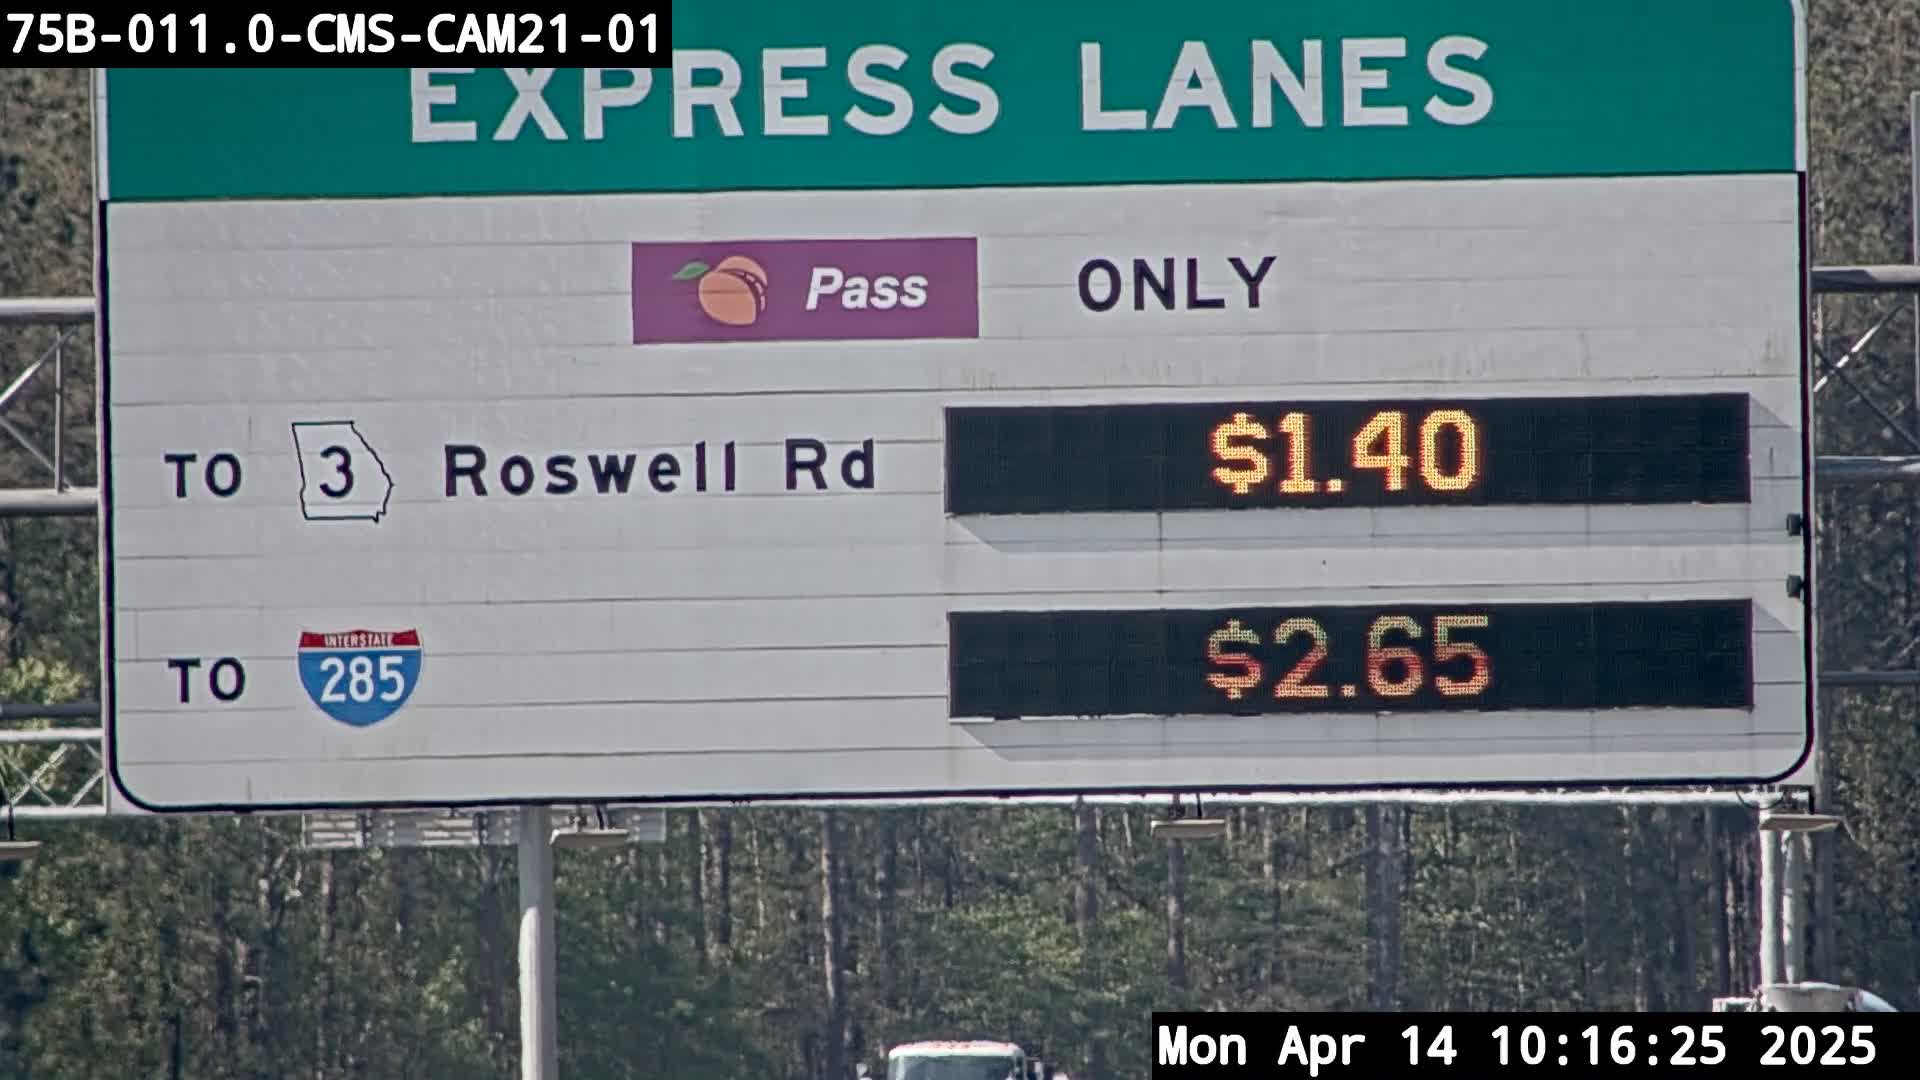 75B-011.0-CMS-CAM21-01
EXPRESS LANES
Pass ONLY
TO 3 Roswell Rd $1.40
INTERSTATE
TO 285 $2.65
Mon Apr 14 10:16:25 2025